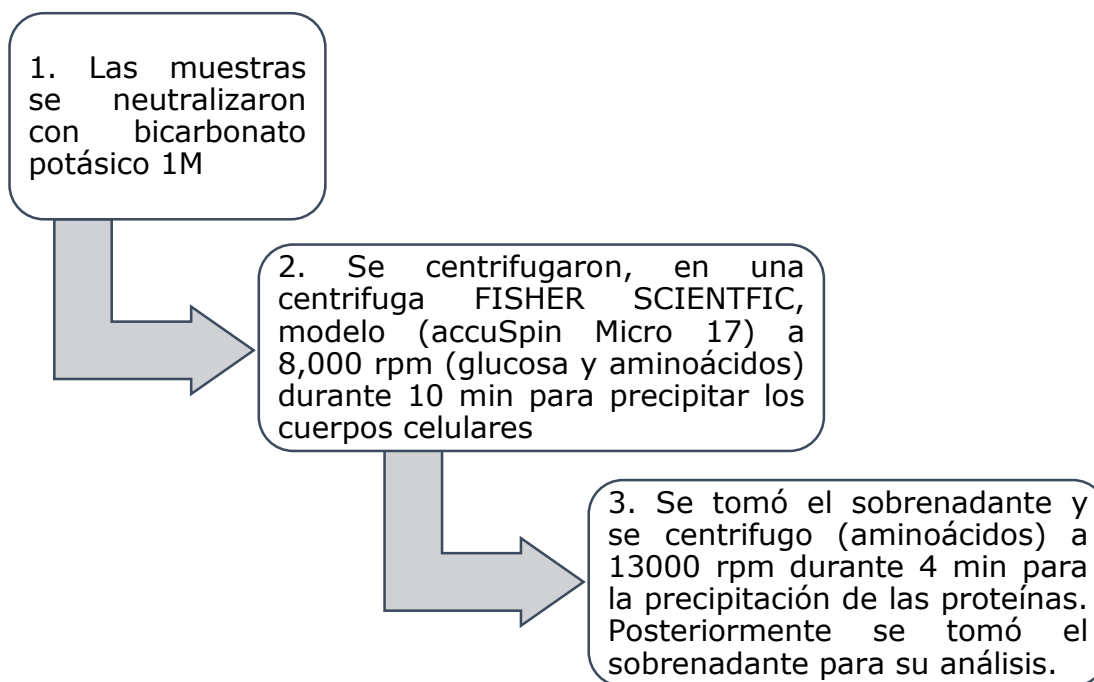 1. Las muestras
se neutralizaron
con bicarbonato
potásico 1M
2. Se centrifugaron, en una
centrifuga FISHER SCIENTFIC,
modelo (accuSpin Micro 17) a
8,000 rpm (glucosa y aminoácidos)
durante 10 min para precipitar los
cuerpos celulares
3. Se tomó el sobrenadante y
se centrifugo (aminoácidos) a
13000 rpm durante 4 min para
la precipitación de las proteínas.
Posteriormente se tomó el
sobrenadante para su análisis.